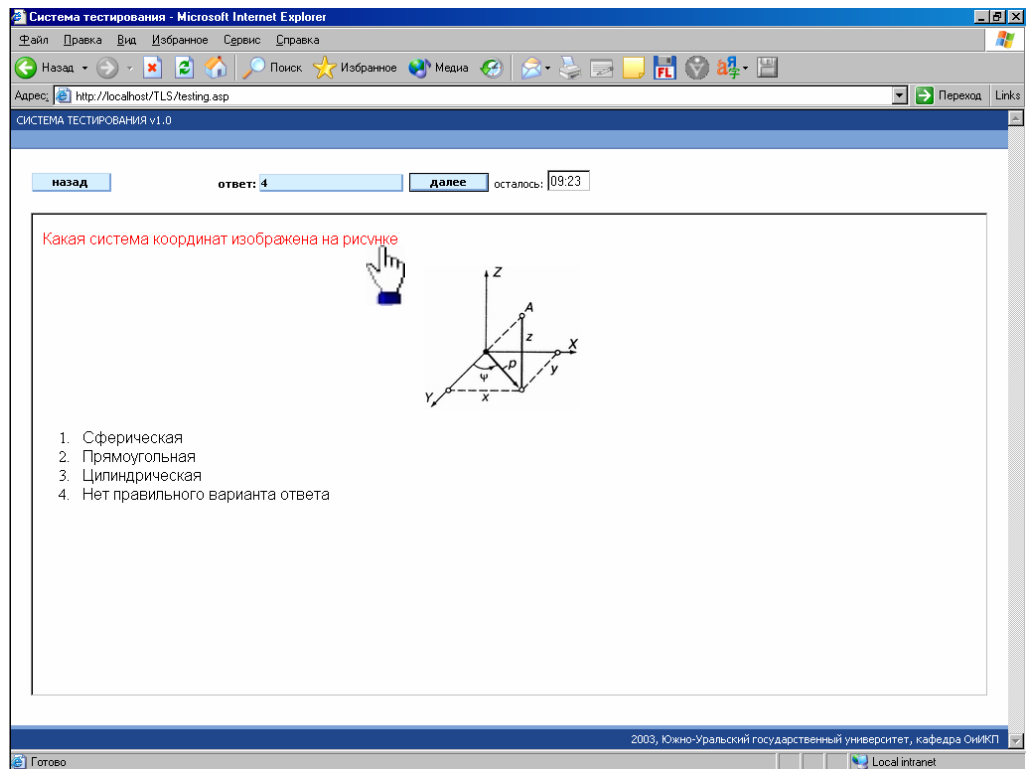 Система тестирования - Microsoft Internet Explorer
Файл Правка Вид Избранное Сервис Справка
Назад Поиск Избранное Медиа
Адрес: http://localhost/TLS/testing.asp Переход Links
СИСТЕМА ТЕСТИРОВАНИЯ v1.0
назад ответ: 4 далее осталось: 09:23
Какая система координат изображена на рисунке
Z
A
z
X
ρ
y
ψ
Y
x
1. Сферическая
2. Прямоугольная
3. Цилиндрическая
4. Нет правильного варианта ответа
2003, Южно-Уральский государственный университет, кафедра ОиИКП
Готово Local intranet